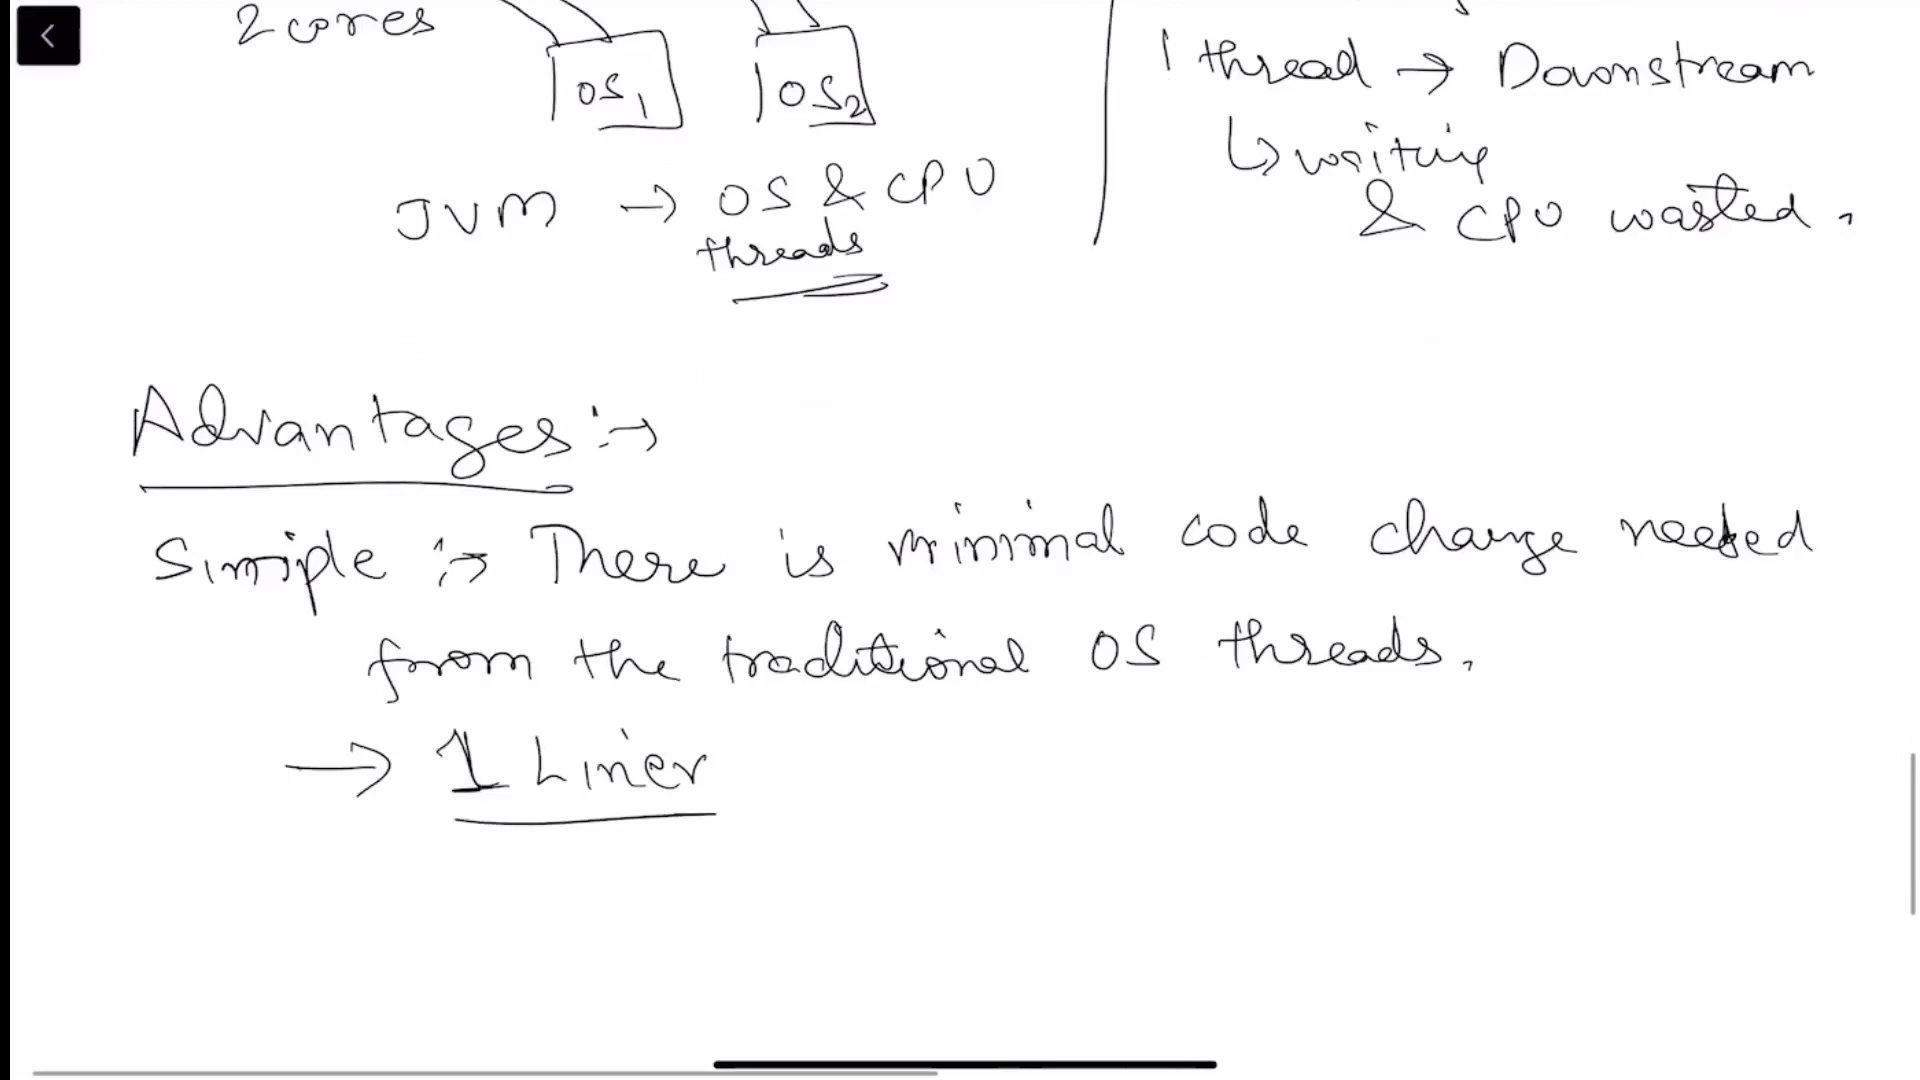 2 cores
OS1
OS2
JVM → OS & CPU
threads
1 thread → Downstream
↳ waiting
& CPU wasted.
Advantages :→
Simple :→ There is minimal code change needed
from the traditional OS threads.
→ 1 Liner